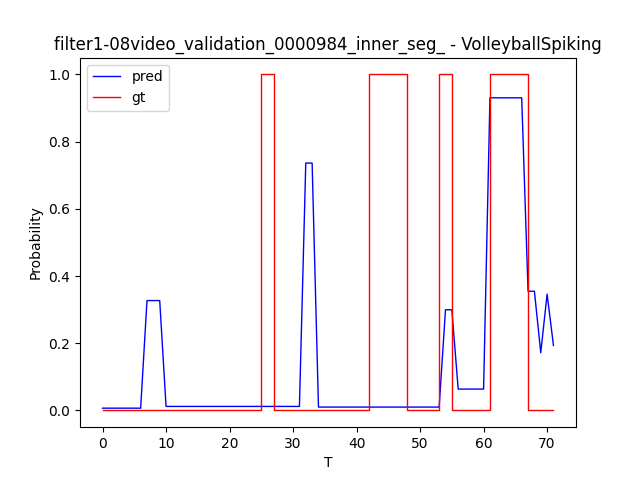 filter1-08video_validation_0000984_inner_seg_ - VolleyballSpiking
pred
gt
1.0
0.8
0.6
0.4
0.2
0.0
Probability
0 10 20 30 40 50 60 70
T